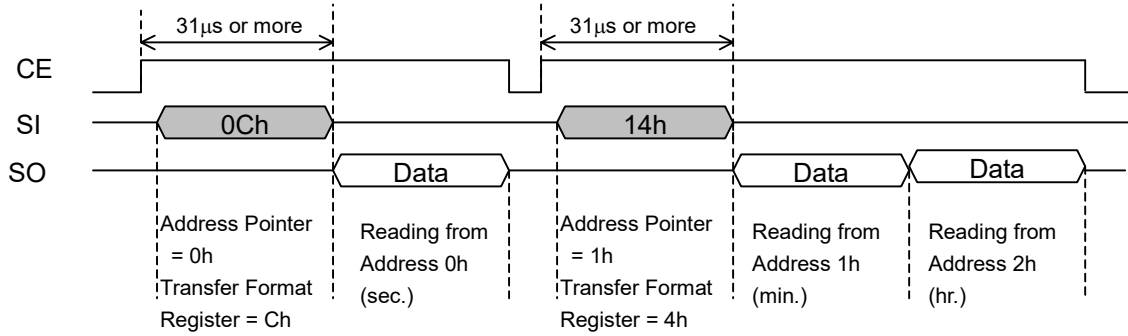 31μs or more
31μs or more
CE
SI
0Ch
14h
SO
Data
Data
Data
Address Pointer
= 0h
Transfer Format
Register = Ch
Reading from
Address 0h
(sec.)
Address Pointer
= 1h
Transfer Format
Register = 4h
Reading from
Address 1h
(min.)
Reading from
Address 2h
(hr.)